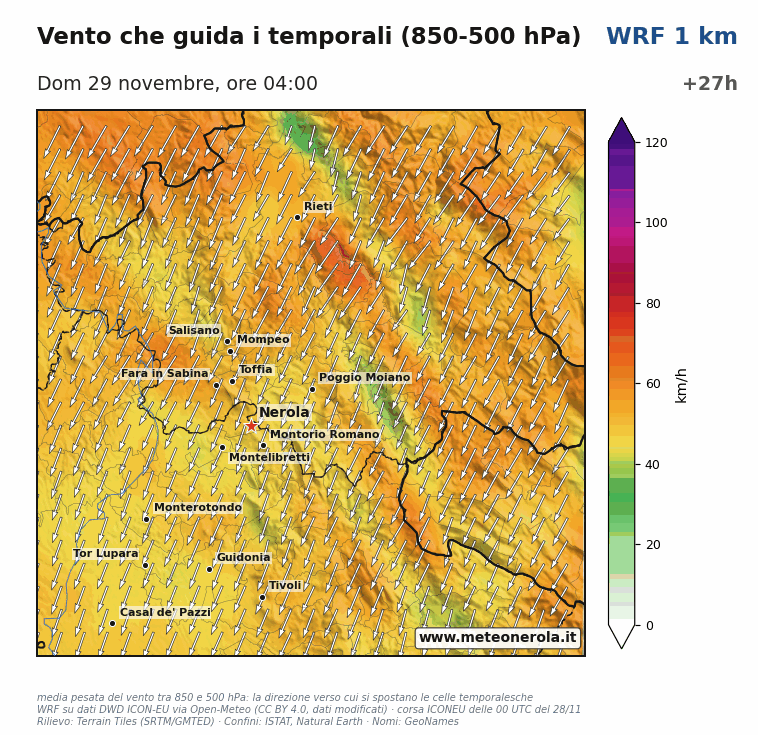 Vento che guida i temporali (850-500 hPa) WRF 1 km
Dom 29 novembre, ore 04:00 +27h
Rieti
Salisano
Mompeo
Fara in Sabina
Toffia
Poggio Moiano
Nerola
Montorio Romano
Montelibretti
Monterotondo
Tor Lupara
Guidonia
Tivoli
Casal de' Pazzi
www.meteonerola.it
120
100
80
60
40
20
0
km/h
media pesata del vento tra 850 e 500 hPa: la direzione verso cui si spostano le celle temporalesche
WRF su dati DWD ICON-EU via Open-Meteo (CC BY 4.0, dati modificati) · corsa ICONEU delle 00 UTC del 28/11
Rilievo: Terrain Tiles (SRTM/GMTED) · Confini: ISTAT, Natural Earth · Nomi: GeoNames